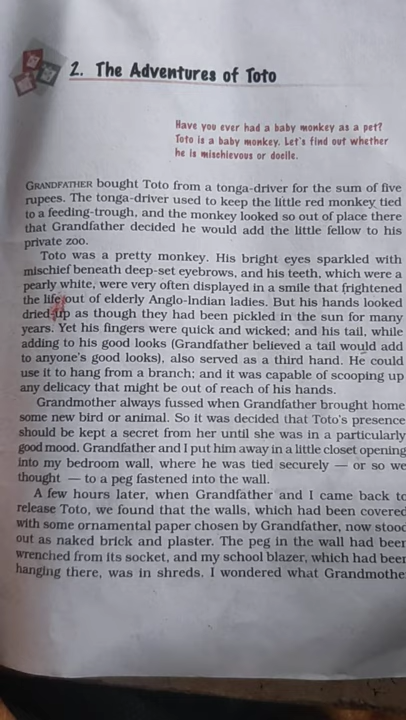 2. The Adventures of Toto
Have you ever had a baby monkey as a pet?
Toto is a baby monkey. Let's find out whether
he is mischievous or docile.
GRANDFATHER bought Toto from a tonga-driver for the sum of five
rupees. The tonga-driver used to keep the little red monkey tied
to a feeding-trough, and the monkey looked so out of place there
that Grandfather decided he would add the little fellow to his
private zoo.
Toto was a pretty monkey. His bright eyes sparkled with
mischief beneath deep-set eyebrows, and his teeth, which were a
pearly white, were very often displayed in a smile that frightened
the life out of elderly Anglo-Indian ladies. But his hands looked
dried-up as though they had been pickled in the sun for many
years. Yet his fingers were quick and wicked; and his tail, while
adding to his good looks (Grandfather believed a tail would add
to anyone's good looks), also served as a third hand. He could
use it to hang from a branch; and it was capable of scooping up
any delicacy that might be out of reach of his hands.
Grandmother always fussed when Grandfather brought home
some new bird or animal. So it was decided that Toto's presence
should be kept a secret from her until she was in a particularly
good mood. Grandfather and I put him away in a little closet opening
into my bedroom wall, where he was tied securely — or so we
thought — to a peg fastened into the wall.
A few hours later, when Grandfather and I came back to
release Toto, we found that the walls, which had been covered
with some ornamental paper chosen by Grandfather, now stood
out as naked brick and plaster. The peg in the wall had been
wrenched from its socket, and my school blazer, which had been
hanging there, was in shreds. I wondered what Grandmothe